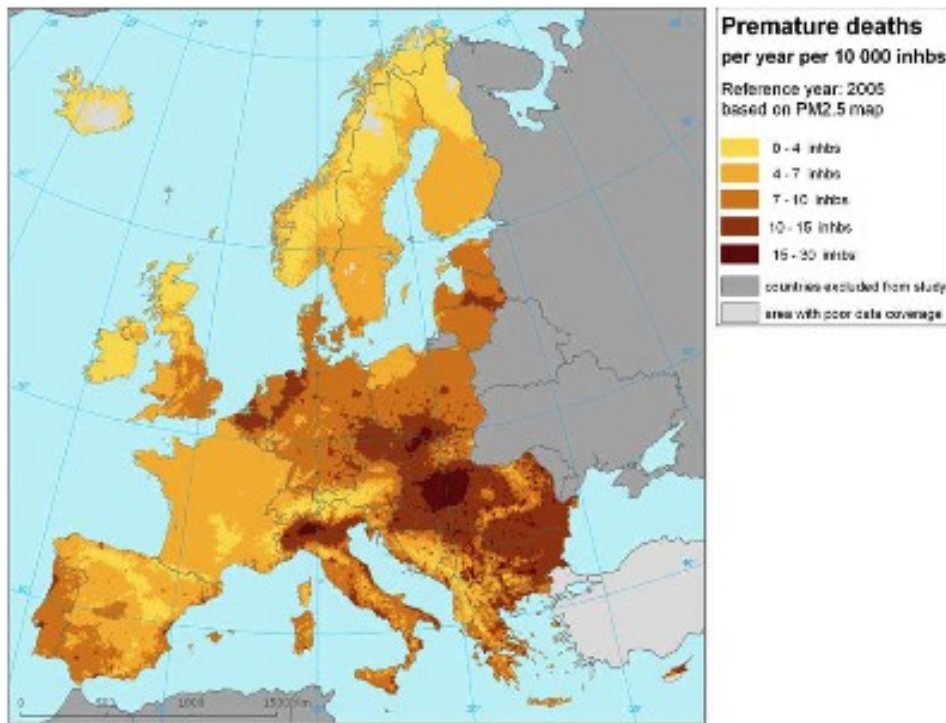 Premature deaths
per year per 10 000 inhbs
Reference year: 2005
based on PM2.5 map
0 - 4 inhbs
4 - 7 inhbs
7 - 10 inhbs
10 - 15 inhbs
15 - 30 inhbs
countries excluded from study
area with poor data coverage
0 500 1000 1500 km